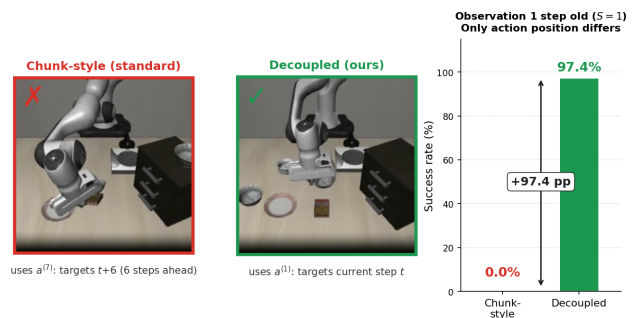 Chunk-style (standard)
✗
uses a⁽⁷⁾: targets t+6 (6 steps ahead)
Decoupled (ours)
✓
uses a⁽¹⁾: targets current step t
Observation 1 step old (S = 1)
Only action position differs
Success rate (%)
100
80
60
40
20
0
97.4%
+97.4 pp
0.0%
Chunk-
style
Decoupled